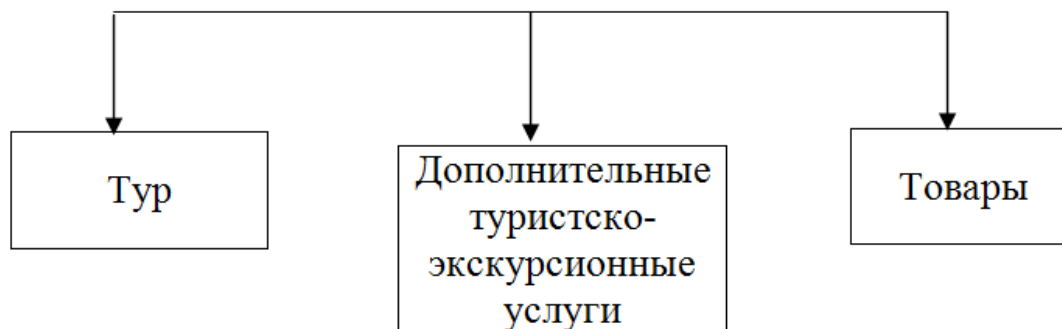 Тур
Дополнительные
туристско-
экскурсионные
услуги
Товары